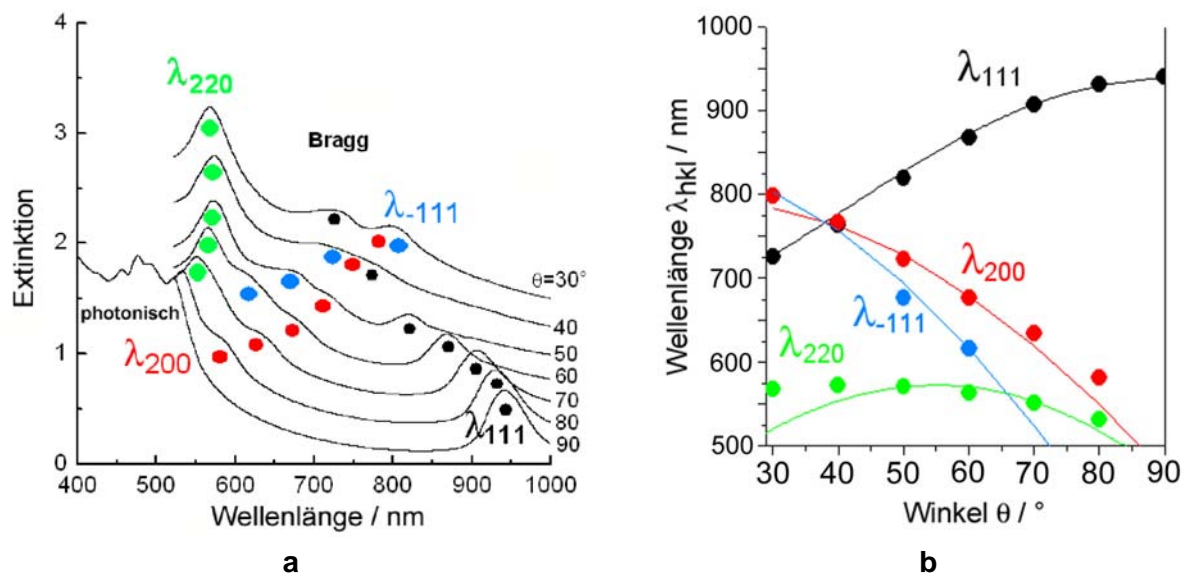 4
3
2
1
0
Extinktion
λ220
Bragg
λ-111
θ=30°
photonisch
40
50
60
70
80
90
λ200
λ111
400 500 600 700 800 900 1000
Wellenlänge / nm
a
1000
900
800
700
600
500
Wellenlänge λhkl / nm
λ111
λ200
λ-111
λ220
30 40 50 60 70 80 90
Winkel θ / °
b